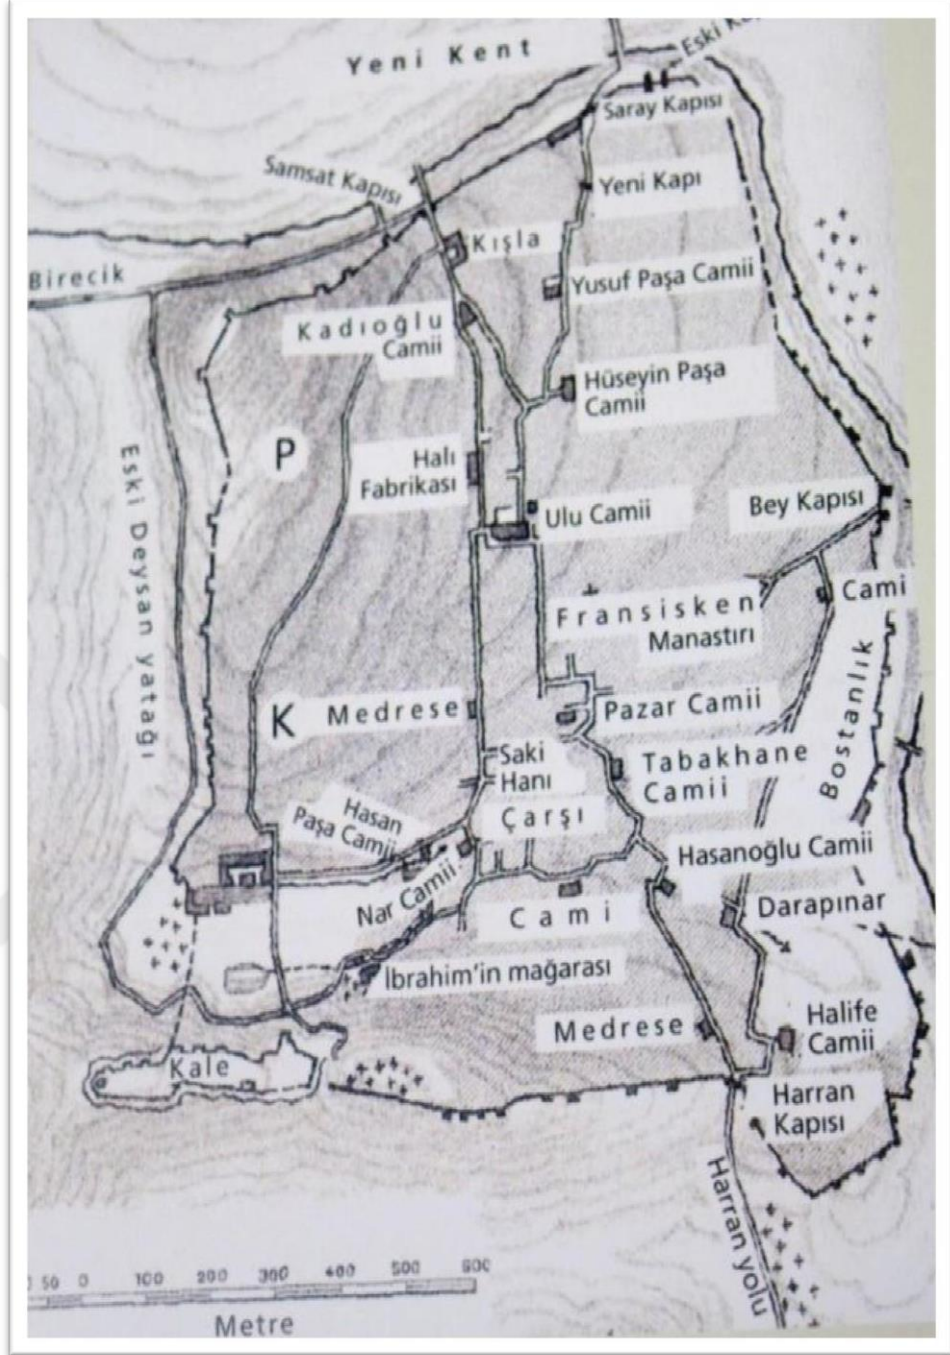 Yeni Kent
Eski
Saray Kapısı
Samsat Kapısı
Yeni Kapı
Kışla
Birecik
Yusuf Paşa Camii
Kadıoğlu
Camii
Hüseyin Paşa
Camii
P
Halı
Fabrikası
Eski Deysan yatağı
Ulu Camii
Bey Kapısı
Cami
Fransisken
Manastırı
Bostanlık
K
Medrese
Pazar Camii
Saki
Hanı
Tabakhane
Camii
Hasan
Paşa Camii
Çarşı
Hasanoğlu Camii
Nar Camii
Cami
Darapınar
İbrahim'in mağarası
Medrese
Halife
Camii
Kale
Harran
Kapısı
Harran yolu
50 0 100 200 300 400 500 600
Metre